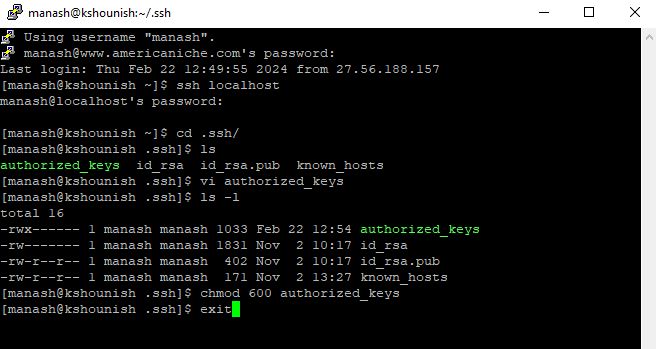 manash@kshounish:~/.ssh
Using username "manash".
manash@www.americaniche.com's password:
Last login: Thu Feb 22 12:49:55 2024 from 27.56.188.157
[manash@kshounish ~]$ ssh localhost
manash@localhost's password:

[manash@kshounish ~]$ cd .ssh/
[manash@kshounish .ssh]$ ls
authorized_keys  id_rsa  id_rsa.pub  known_hosts
[manash@kshounish .ssh]$ vi authorized_keys
[manash@kshounish .ssh]$ ls -l
total 16
-rwx------ 1 manash manash 1033 Feb 22 12:54 authorized_keys
-rw------- 1 manash manash 1831 Nov  2 10:17 id_rsa
-rw-r--r-- 1 manash manash  402 Nov  2 10:17 id_rsa.pub
-rw-r--r-- 1 manash manash  171 Nov  2 13:27 known_hosts
[manash@kshounish .ssh]$ chmod 600 authorized_keys
[manash@kshounish .ssh]$ exit